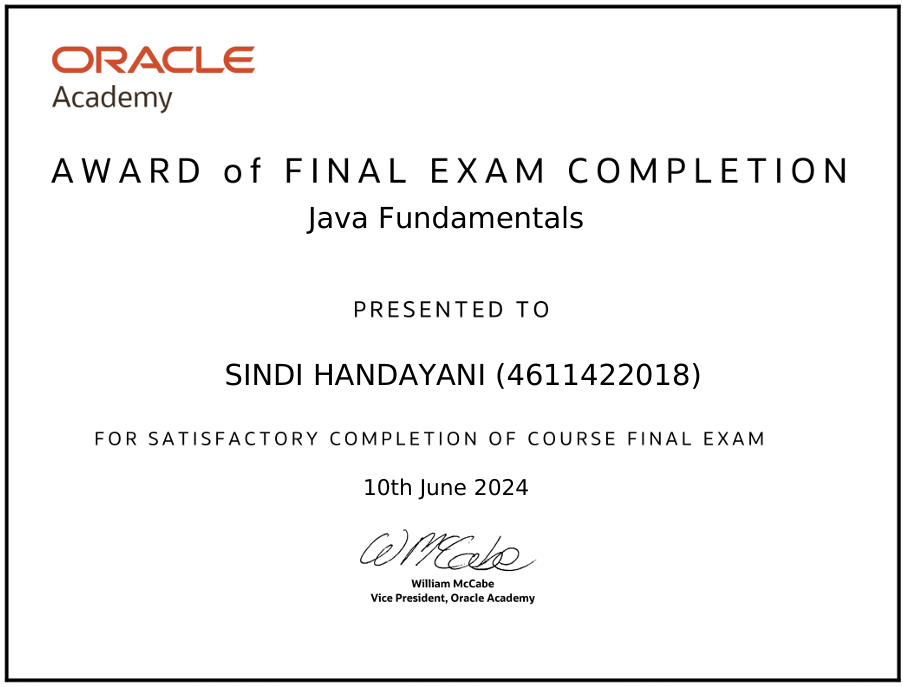 ORACLE
Academy
AWARD of FINAL EXAM COMPLETION
Java Fundamentals
PRESENTED TO
SINDI HANDAYANI (4611422018)
FOR SATISFACTORY COMPLETION OF COURSE FINAL EXAM
10th June 2024
W McCabe
William McCabe
Vice President, Oracle Academy